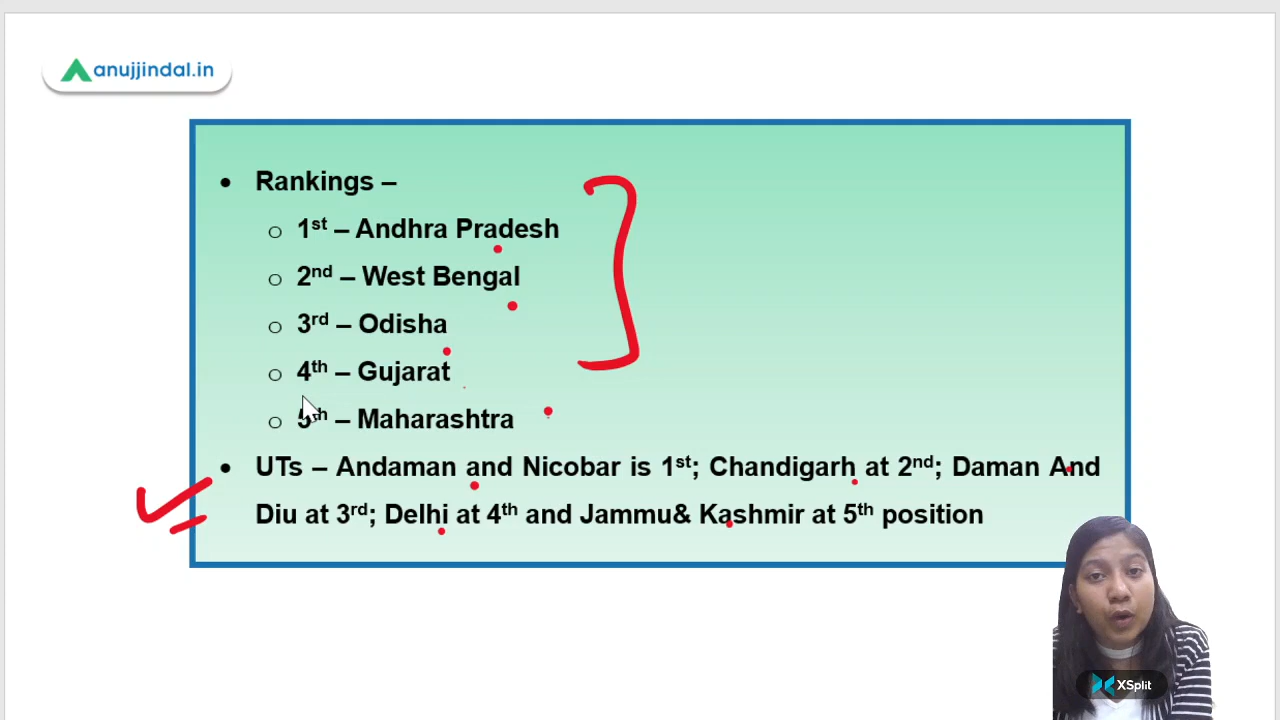 anujjindal.in
• Rankings –
o 1st – Andhra Pradesh
o 2nd – West Bengal
o 3rd – Odisha
o 4th – Gujarat
o 5th – Maharashtra
• UTs – Andaman and Nicobar is 1st; Chandigarh at 2nd; Daman And
Diu at 3rd; Delhi at 4th and Jammu& Kashmir at 5th position
XSplit